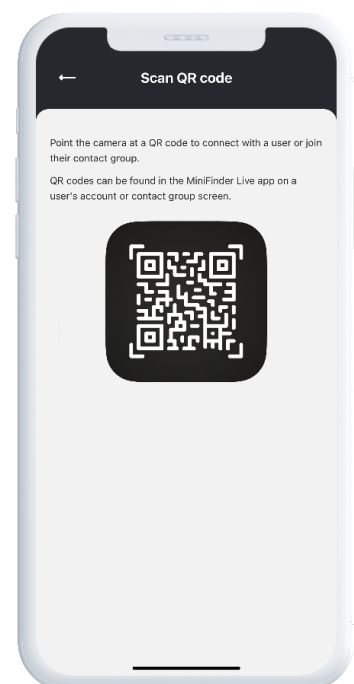 Scan QR code
Point the camera at a QR code to connect with a user or join
their contact group.
QR codes can be found in the MiniFinder Live app on a
user's account or contact group screen.